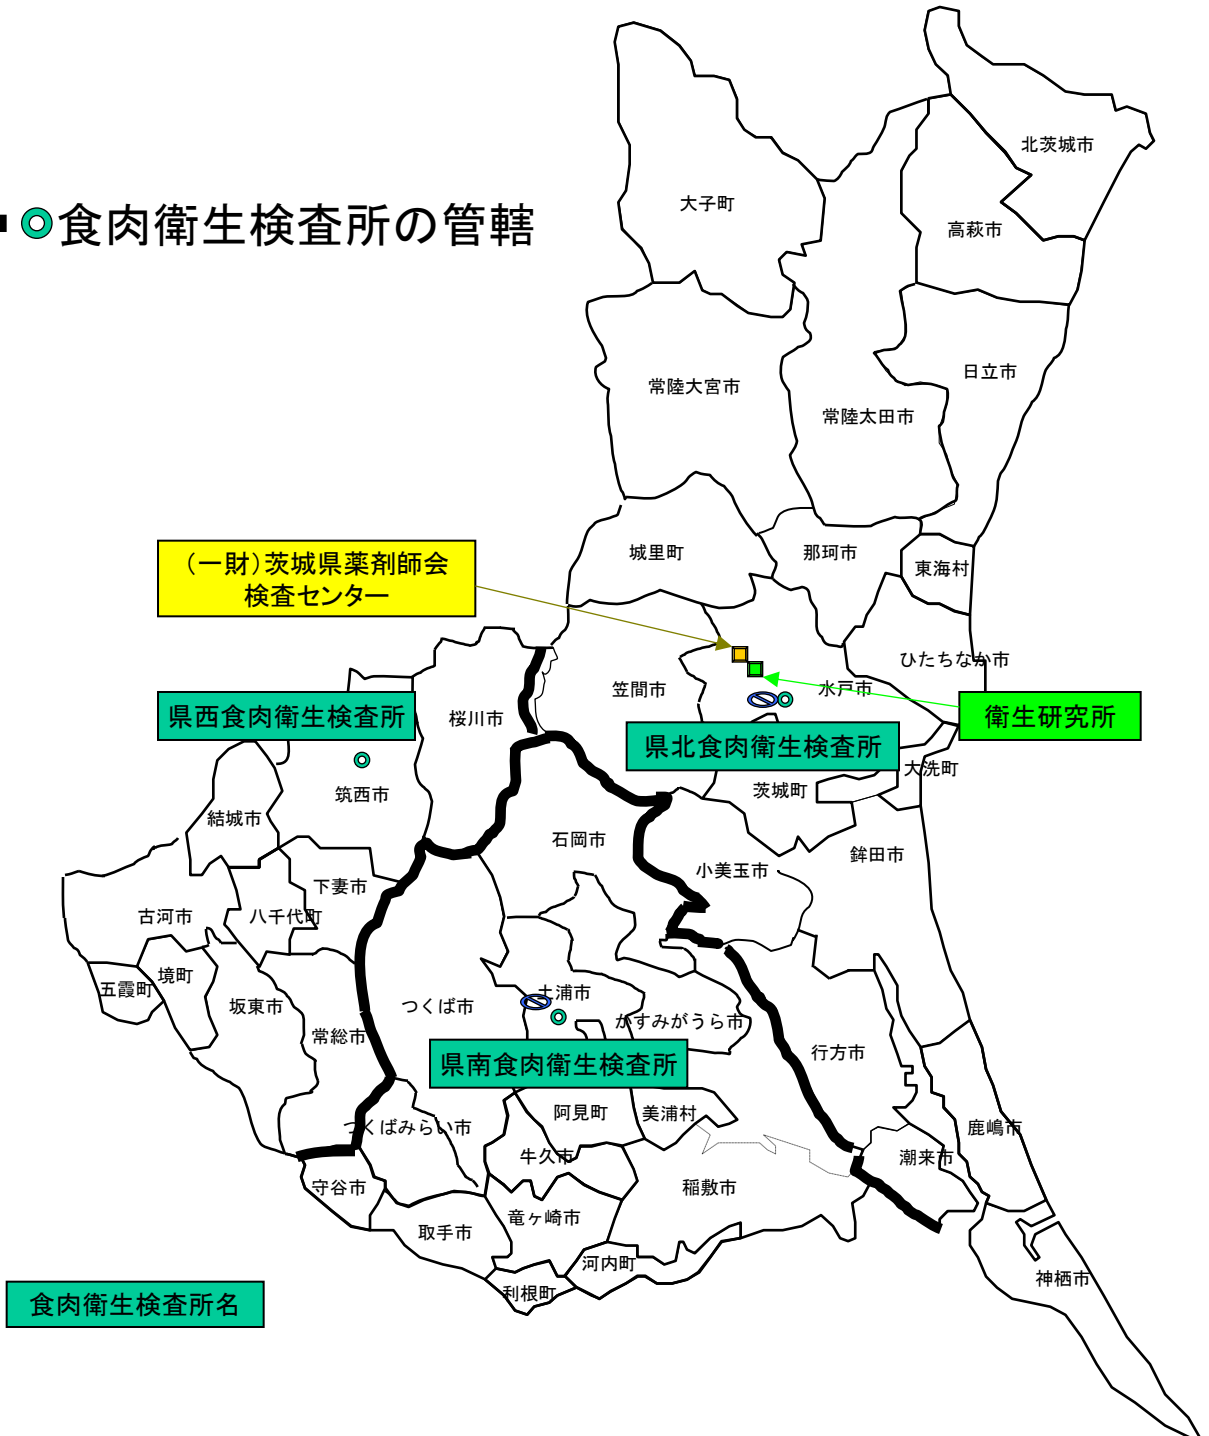 北茨城市
大子町
◎食肉衛生検査所の管轄
高萩市
日立市
常陸大宮市
常陸太田市
(一財)茨城県薬剤師会
検査センター
城里町
那珂市
東海村
ひたちなか市
笠間市
水戸市
県西食肉衛生検査所
桜川市
衛生研究所
県北食肉衛生検査所
大洗町
茨城町
筑西市
結城市
石岡市
鉾田市
小美玉市
下妻市
古河市
八千代町
境町
五霞町
坂東市
つくば市
土浦市
かすみがうら市
常総市
行方市
県南食肉衛生検査所
阿見町
美浦村
つくばみらい市
鹿嶋市
牛久市
潮来市
守谷市
稲敷市
竜ヶ崎市
取手市
河内町
神栖市
利根町
食肉衛生検査所名